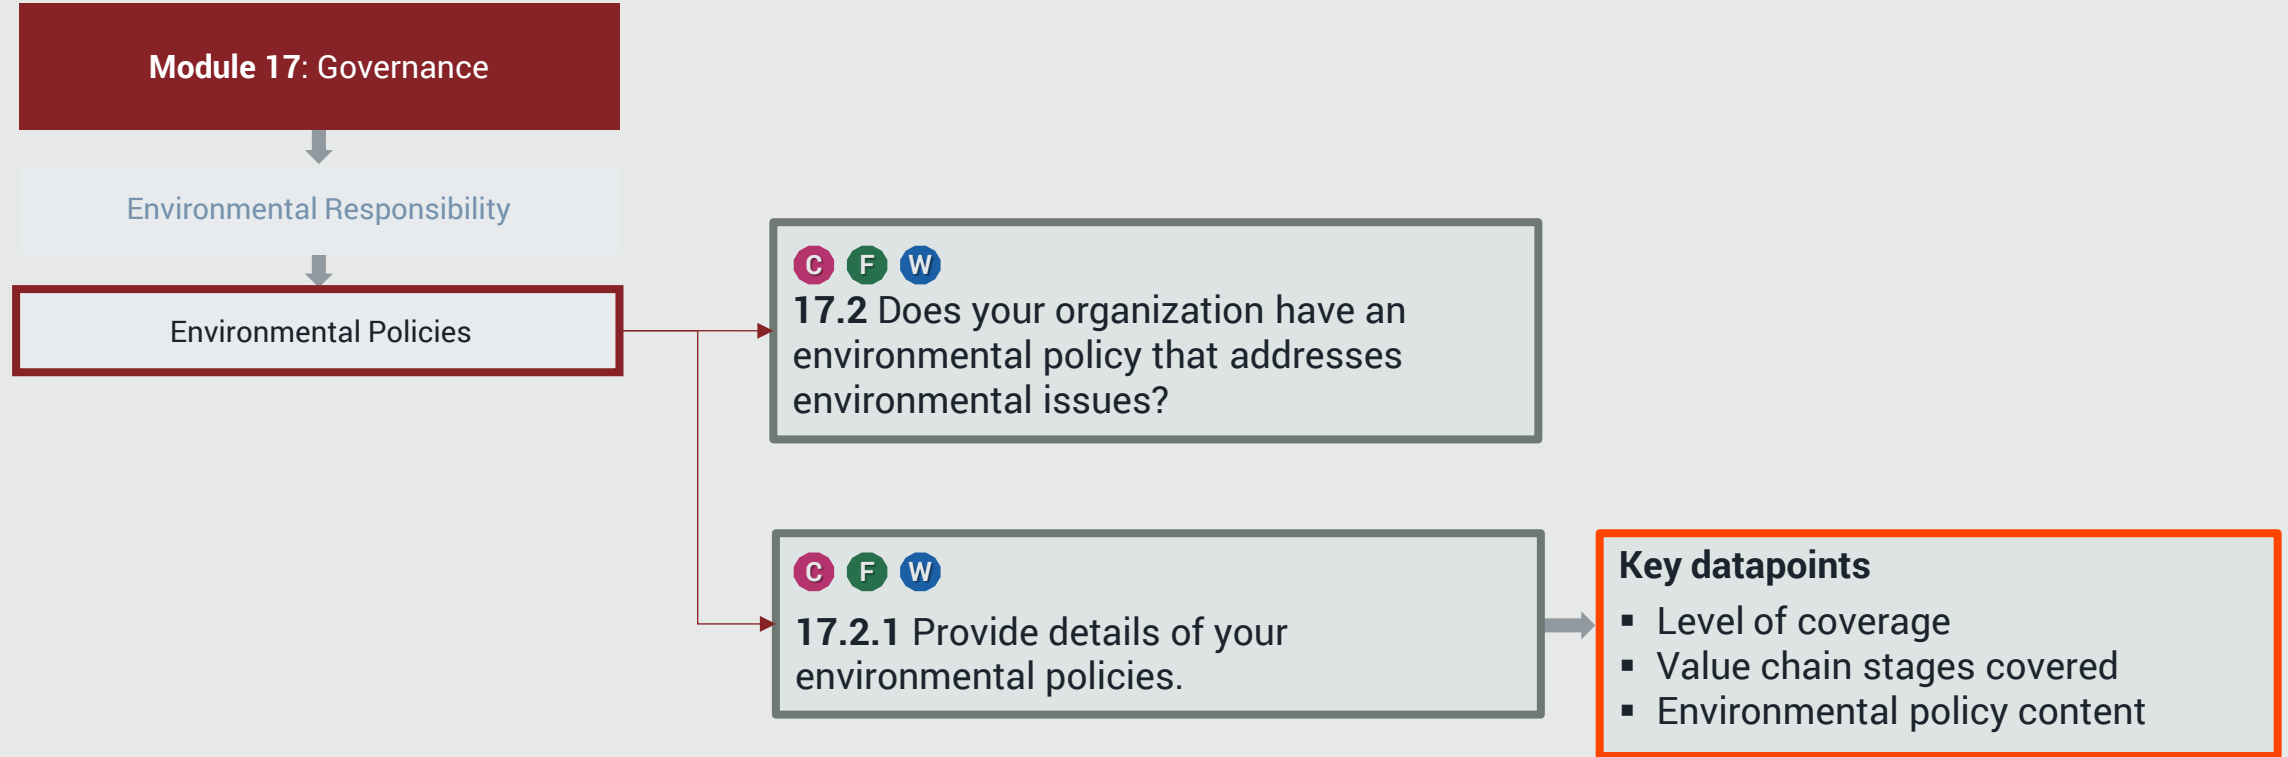 Module 17: Governance
Environmental Responsibility
Environmental Policies
C F W
17.2 Does your organization have an
environmental policy that addresses
environmental issues?
C F W
17.2.1 Provide details of your
environmental policies.
Key datapoints
▪ Level of coverage
▪ Value chain stages covered
▪ Environmental policy content